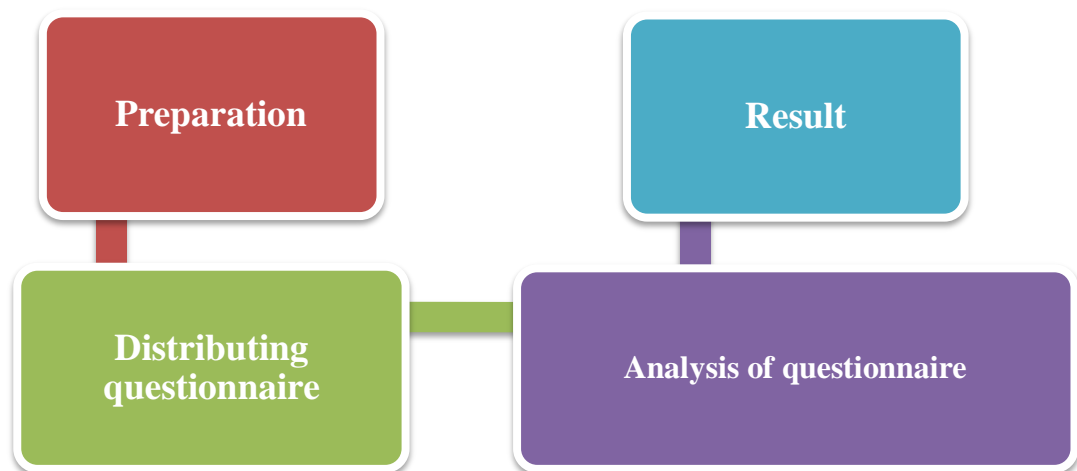 Preparation
Result
Distributing
questionnaire
Analysis of questionnaire